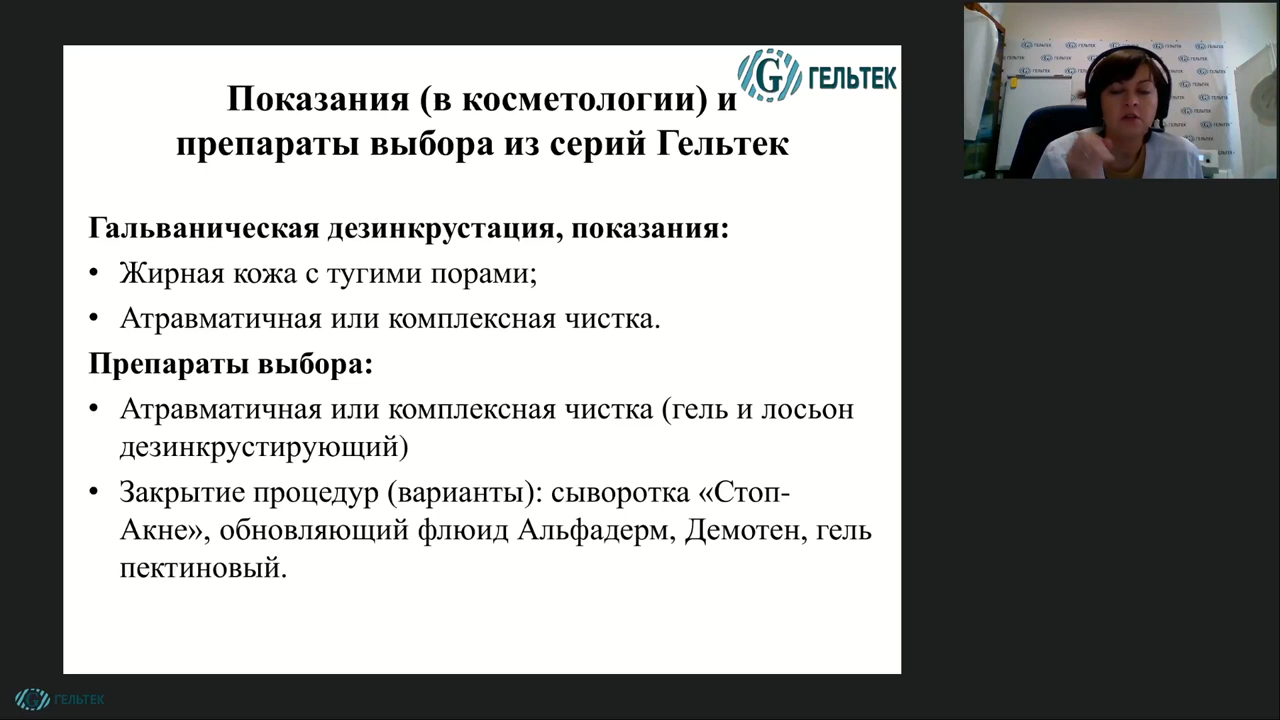 ГЕЛЬТЕК
Показания (в косметологии) и
препараты выбора из серий Гельтек
Гальваническая дезинкрустация, показания:
• Жирная кожа с тугими порами;
• Атравматичная или комплексная чистка.
Препараты выбора:
• Атравматичная или комплексная чистка (гель и лосьон
дезинкрустирующий)
• Закрытие процедур (варианты): сыворотка «Стоп-
Акне», обновляющий флюид Альфадерм, Демотен, гель
пектиновый.
ГЕЛЬТЕК